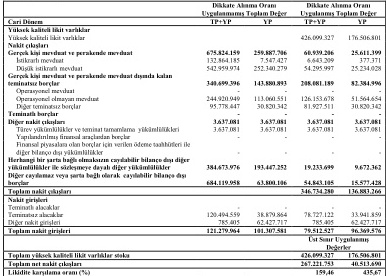 Dikkate Alınma Oranı Uygulanmamış Toplam Değer Dikkate Alınma Oranı Uygulanmış Toplam Değer
Cari Dönem TP+YP YP TP+YP YP
Yüksek kaliteli likit varlıklar
Yüksek kaliteli likit varlıklar 426.099.327 176.506.801
Nakit çıkışları
Gerçek kişi mevduat ve perakende mevduat 675.824.159 259.887.706 60.939.206 25.611.399
İstikrarlı mevduat 132.864.185 7.547.427 6.643.209 377.371
Düşük istikrarlı mevduat 542.959.974 252.340.279 54.295.997 25.234.028
Gerçek kişi mevduat ve perakende mevduat dışında kalan
teminatsız borçlar 340.699.396 143.880.893 208.081.189 82.384.996
Operasyonel mevduat - - - -
Operasyonel olmayan mevduat 244.920.949 113.060.551 126.153.678 51.564.654
Diğer teminatsız borçlar 95.778.447 30.820.342 81.927.511 30.820.342
Teminatlı borçlar - -
Diğer nakit çıkışları 3.637.081 3.637.081 3.637.081 3.637.081
Türev yükümlülükler ve teminat tamamlama yükümlülükleri 3.637.081 3.637.081 3.637.081 3.637.081
Yapılandırılmış finansal araçlardan borçlar - - - -
Finansal piyasalara olan borçlar için verilen ödeme taahhütleri ile
diğer bilanço dışı yükümlülükler - - - -
Herhangi bir şarta bağlı olmaksızın cayılabilir bilanço dışı diğer
yükümlülükler ile sözleşmeye dayalı diğer yükümlülükler 384.673.976 193.447.252 19.233.699 9.672.362
Diğer cayılamaz veya şarta bağlı olarak cayılabilir bilanço dışı
borçlar 684.119.958 63.800.106 54.843.105 15.577.428
Toplam nakit çıkışları 346.734.280 136.883.266
Nakit girişleri
Teminatlı alacaklar - - - -
Teminatsız alacaklar 120.494.559 38.879.864 78.727.122 33.941.859
Diğer nakit girişleri 785.405 62.427.717 785.405 62.427.717
Toplam nakit girişleri 121.279.964 101.307.581 79.512.527 96.369.576
Üst Sınır Uygulanmış
Değerler
Toplam yüksek kaliteli likit varlıklar stoku 426.099.327 176.506.801
Toplam net nakit çıkışları 267.221.753 40.513.690
Likidite karşılama oranı (%) 159,46 435,67